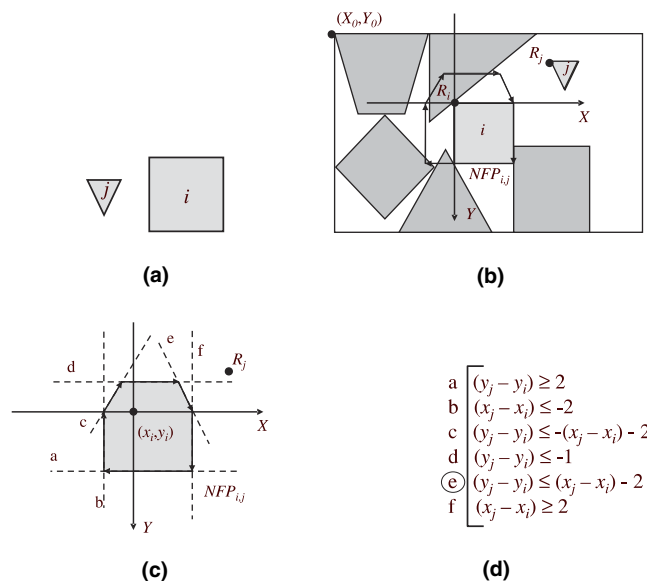 (X0,Y0)
Rj
j
Ri
X
i
NFPi,j
Y
j
i
(a)
(b)
e
f
d
Rj
c
(xi,yi)
X
a
b
NFPi,j
Y
(c)
a (yj – yi) ≥ 2
b (xj – xi) ≤ -2
c (yj – yi) ≤ -(xj – xi) - 2
d (yj – yi) ≤ -1
e (yj – yi) ≤ (xj – xi) - 2
f (xj – xi) ≥ 2
(d)